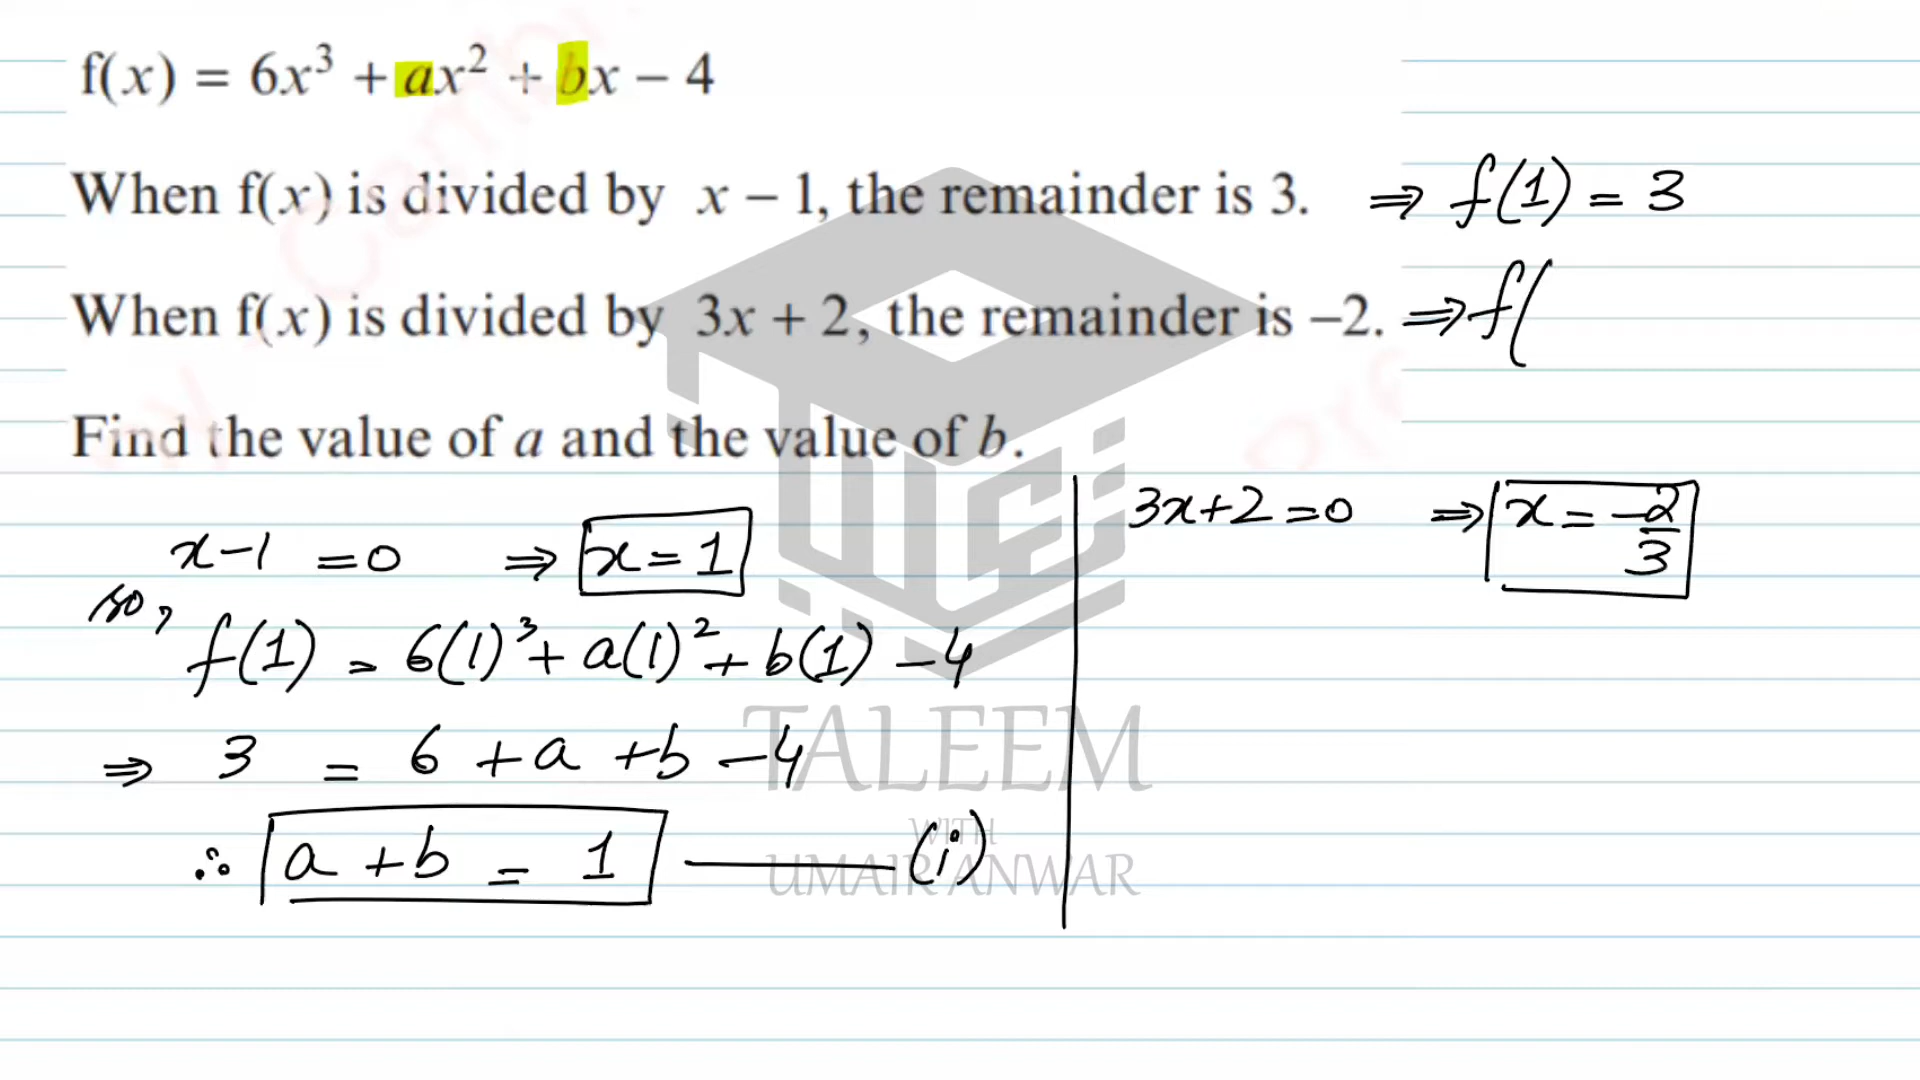 f(x) = 6x³ + ax² + bx − 4
When f(x) is divided by x − 1, the remainder is 3. ⇒ f(1) = 3
When f(x) is divided by 3x + 2, the remainder is −2. ⇒ f(
Find the value of a and the value of b.
x−1 = 0 ⇒ x = 1
so,
f(1) = 6(1)³ + a(1)² + b(1) − 4
⇒ 3 = 6 + a + b − 4
∴ a + b = 1 ——— (i)
3x+2 = 0 ⇒ x = −2/3
TALEEM
WITH
UMAIR ANWAR